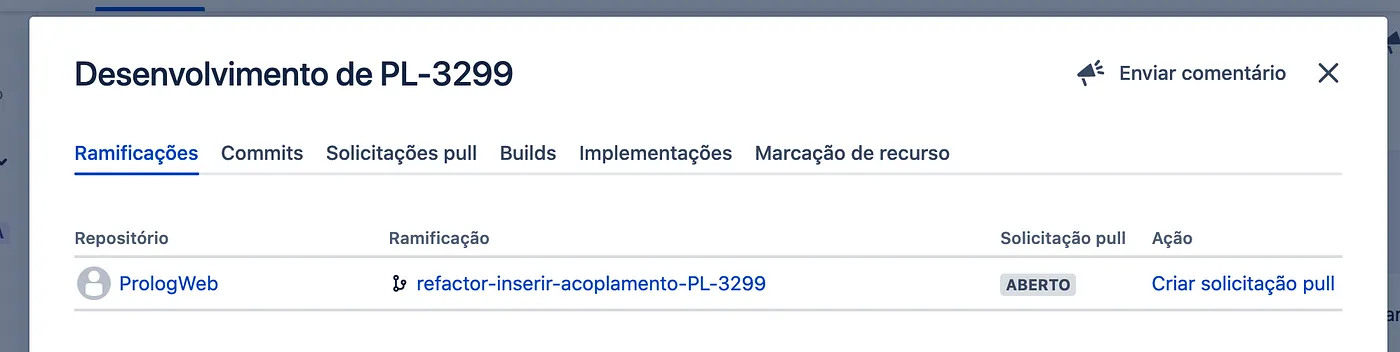 Desenvolvimento de PL-3299
Enviar comentário
Ramificações Commits Solicitações pull Builds Implementações Marcação de recurso
Repositório Ramificação Solicitação pull Ação
PrologWeb refactor-inserir-acoplamento-PL-3299 ABERTO Criar solicitação pull